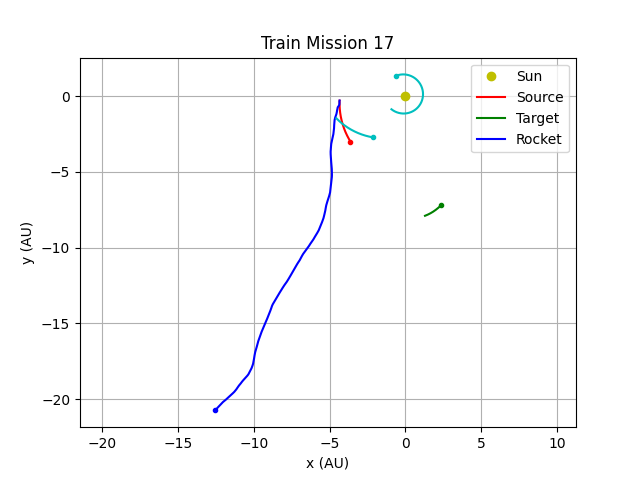 Train Mission 17
Sun
Source
Target
Rocket
0
−5
−10
−15
−20
y (AU)
−20
−15
−10
−5
0
5
10
x (AU)